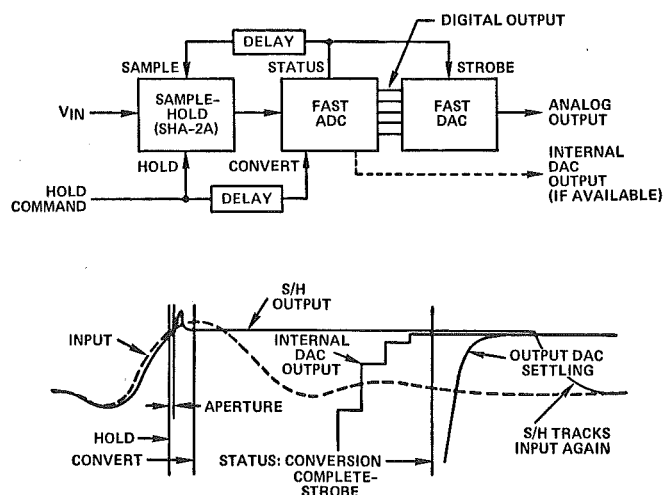 DIGITAL OUTPUT
DELAY
SAMPLE
STATUS
STROBE
VIN
SAMPLE-
HOLD
(SHA-2A)
FAST
ADC
FAST
DAC
ANALOG
OUTPUT
HOLD
CONVERT
INTERNAL
DAC
OUTPUT
(IF AVAILABLE)
HOLD
COMMAND
DELAY
S/H
OUTPUT
INPUT
INTERNAL
DAC
OUTPUT
OUTPUT DAC
SETTLING
APERTURE
HOLD
S/H TRACKS
INPUT AGAIN
CONVERT
STATUS: CONVERSION
COMPLETE-
STROBE